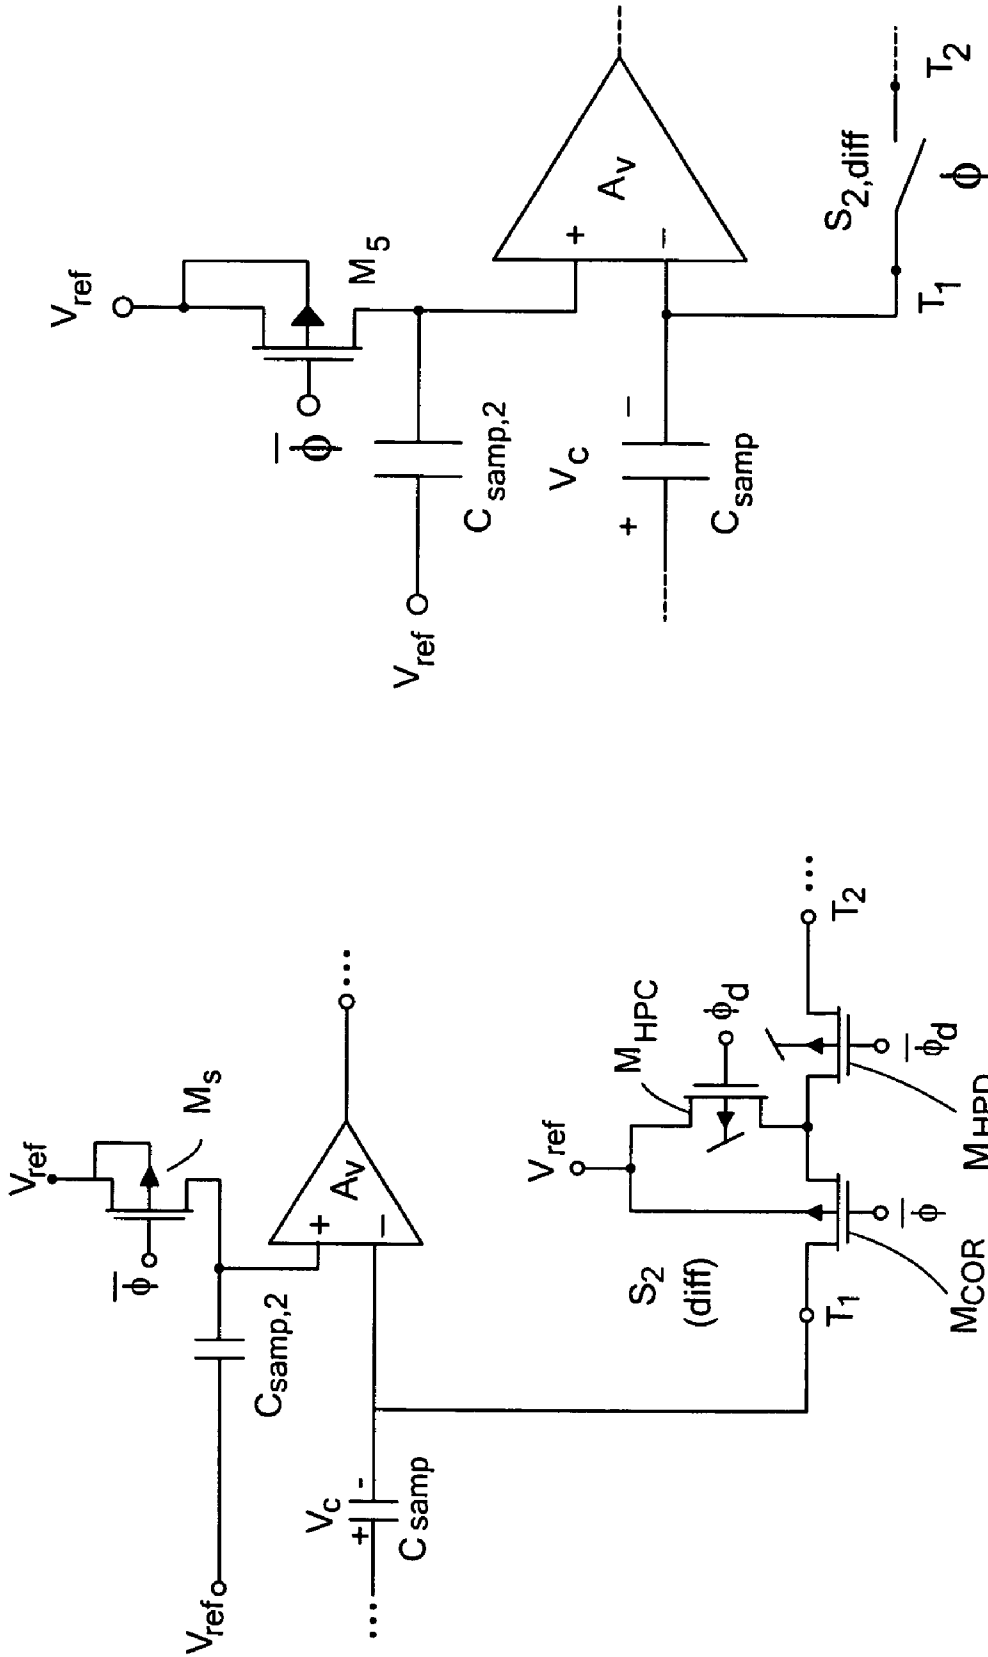 Vref
M5
ϕ̅
Csamp,2
Vref
+
−
Av
+ Vc −
Csamp
S2,diff
T1
T2
ϕ
Vref
Ms
ϕ̅
Csamp,2
Vref
+
−
Av
Vc
+ -
Csamp
Vref
MHPC
ϕd
S2
(diff)
T1
T2
ϕ̅
ϕ̅d
MCOR
MHPD